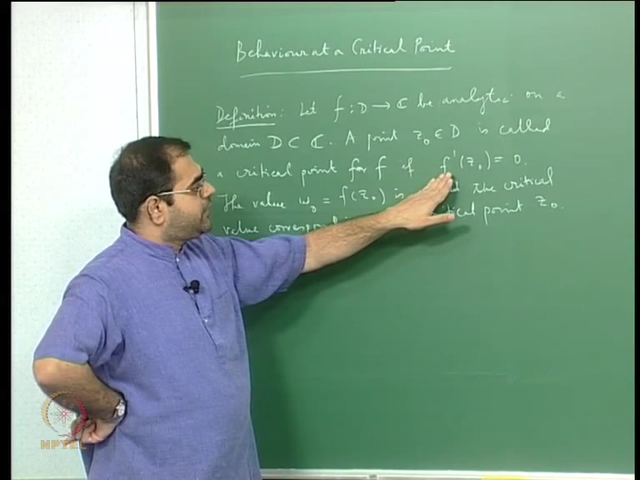 Behaviour at a Critical Point
Definition: Let f : D → ℂ be analytic on a
domain D ⊂ ℂ. A point z₀ ∈ D is called
a critical point for f if f'(z₀) = 0.
The value w₀ = f(z₀) is the critical
value point z₀.
NPTEL